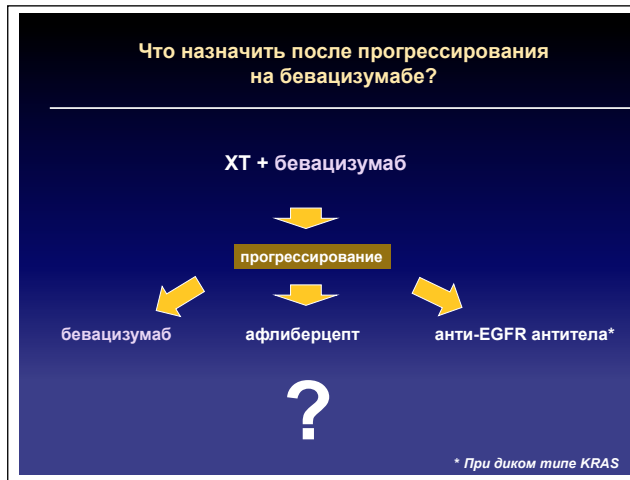 Что назначить после прогрессирования
на бевацизумабе?
ХТ + бевацизумаб
прогрессирование
бевацизумаб афлиберцепт анти-EGFR антитела*
?
* При диком типе KRAS